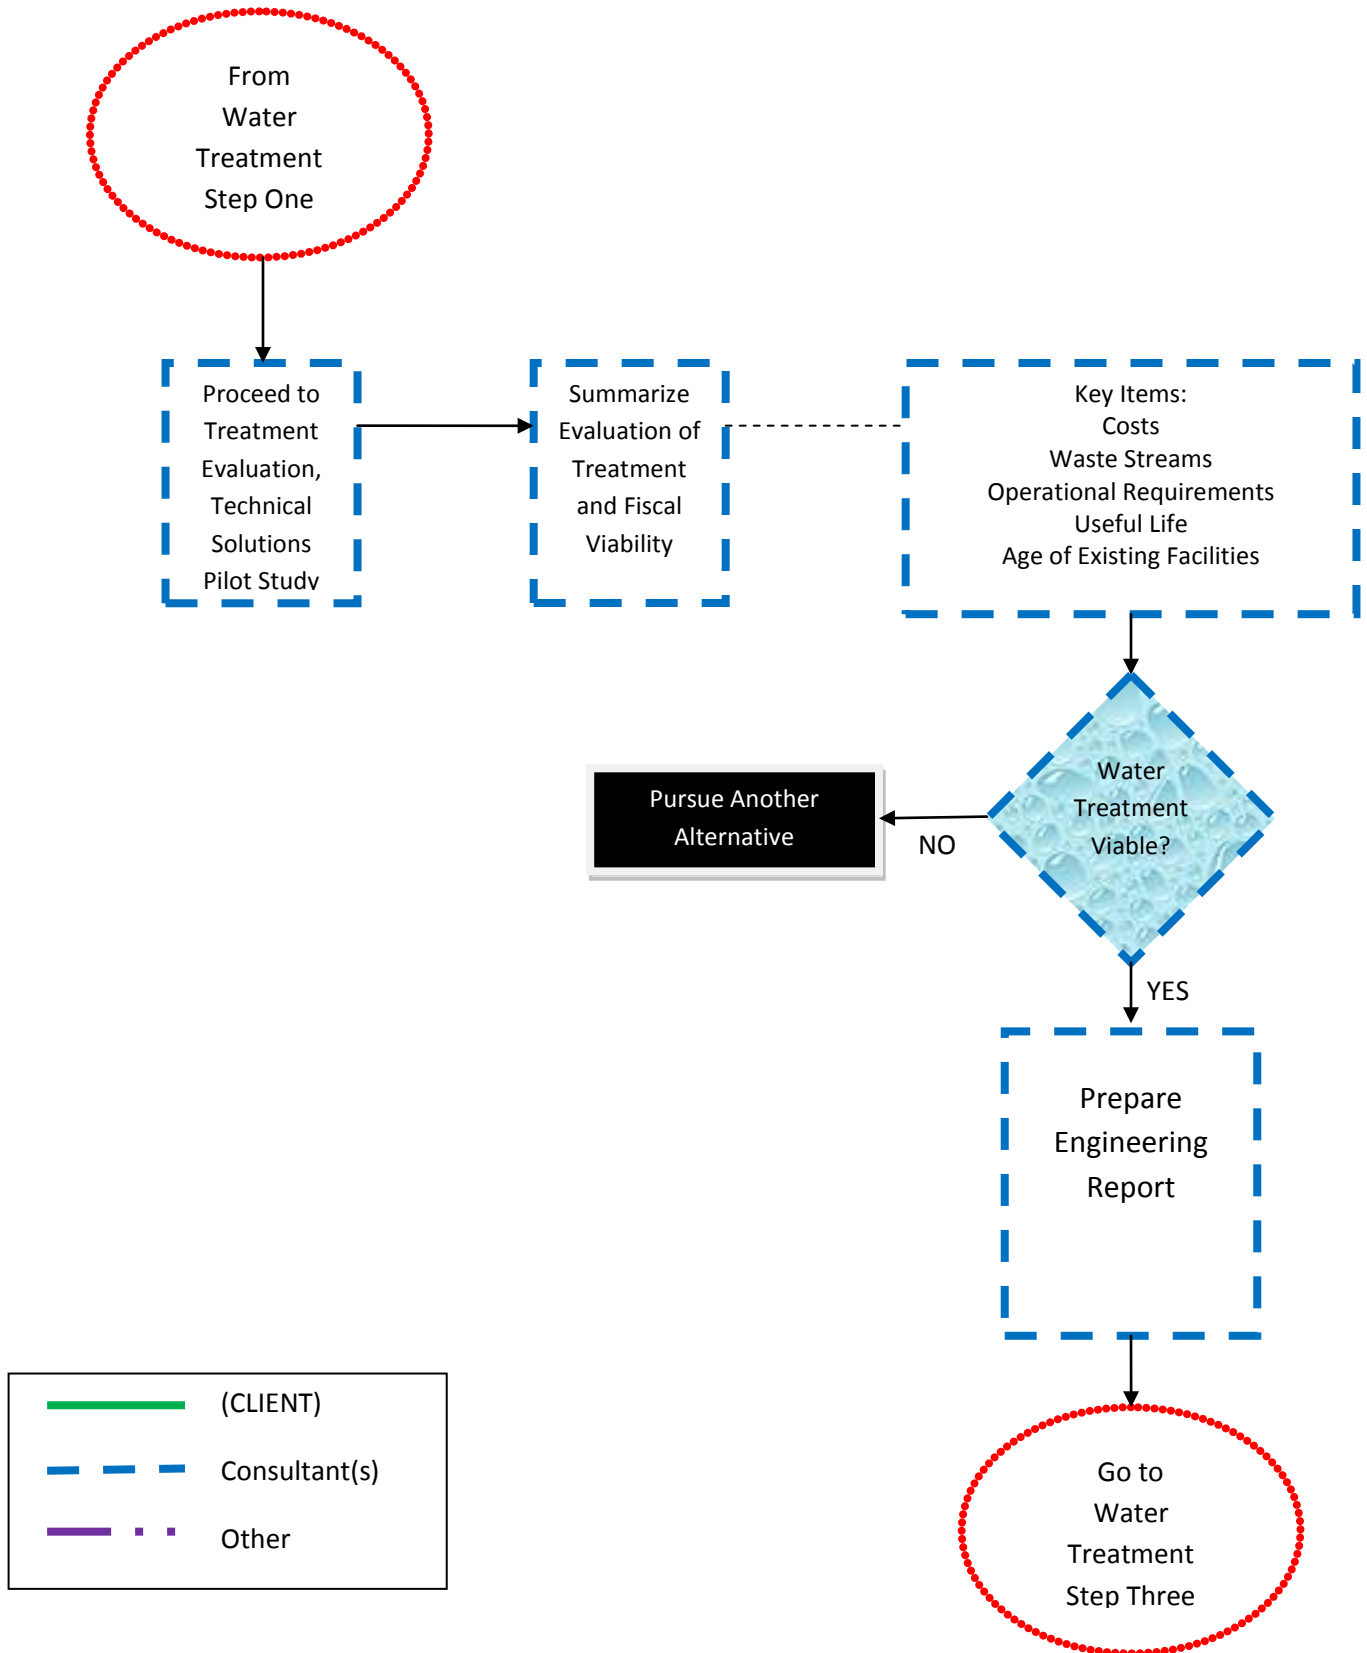 From
Water
Treatment
Step One
Proceed to
Treatment
Evaluation,
Technical
Solutions
Pilot Study
Summarize
Evaluation of
Treatment
and Fiscal
Viability
Key Items:
Costs
Waste Streams
Operational Requirements
Useful Life
Age of Existing Facilities
Water
Treatment
Viable?
Pursue Another
Alternative
NO
YES
Prepare
Engineering
Report
(CLIENT)
Consultant(s)
Other
Go to
Water
Treatment
Step Three